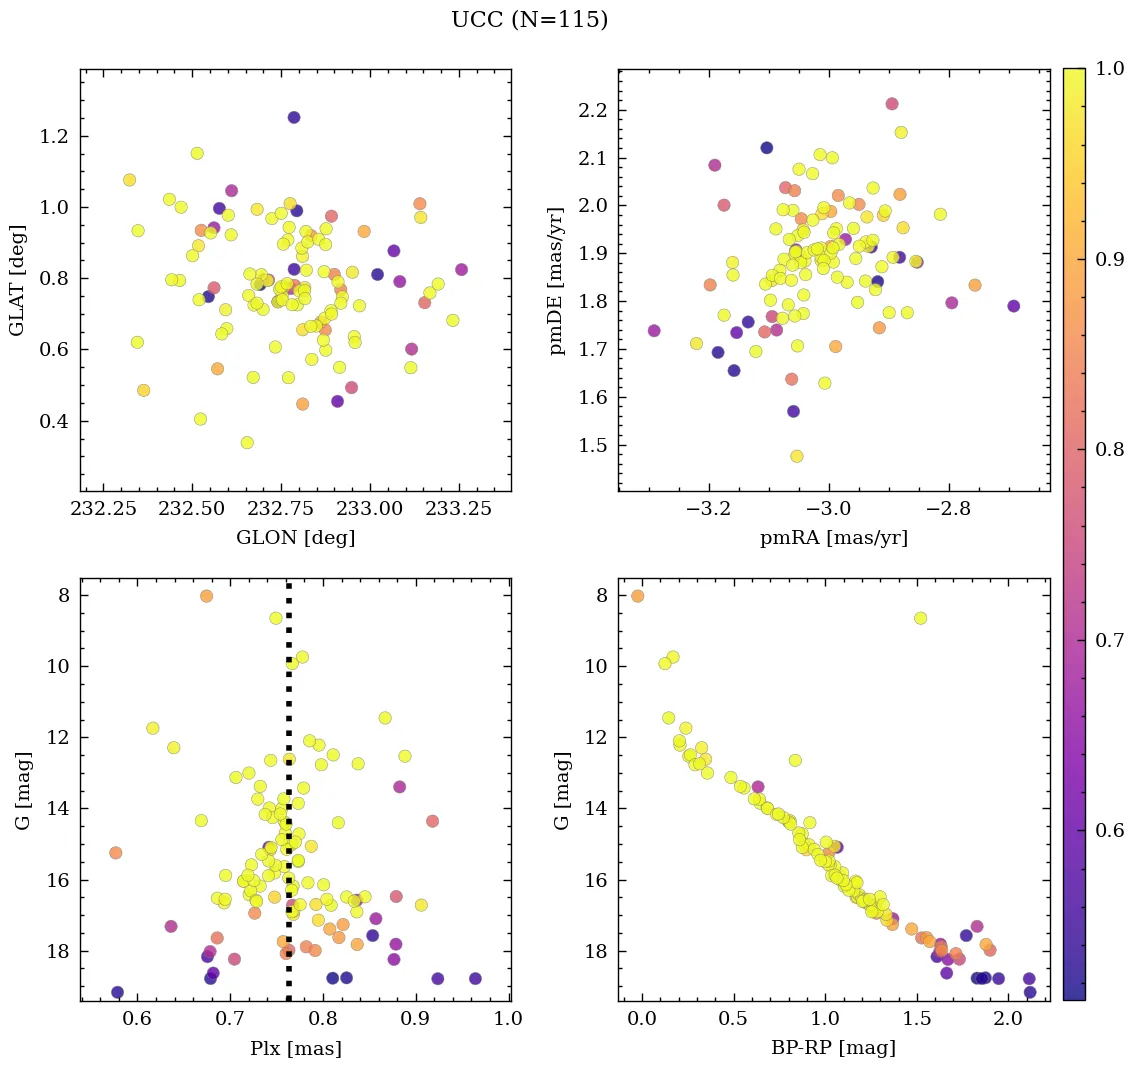 UCC (N=115)
1.2
1.0
0.8
0.6
0.4
GLAT [deg]
232.25 232.50 232.75 233.00 233.25
GLON [deg]
2.2
2.1
2.0
1.9
1.8
1.7
1.6
1.5
pmDE [mas/yr]
−3.2 −3.0 −2.8
pmRA [mas/yr]
1.0
0.9
0.8
0.7
0.6
8
10
12
14
16
18
G [mag]
0.6 0.7 0.8 0.9 1.0
Plx [mas]
8
10
12
14
16
18
G [mag]
0.0 0.5 1.0 1.5 2.0
BP-RP [mag]